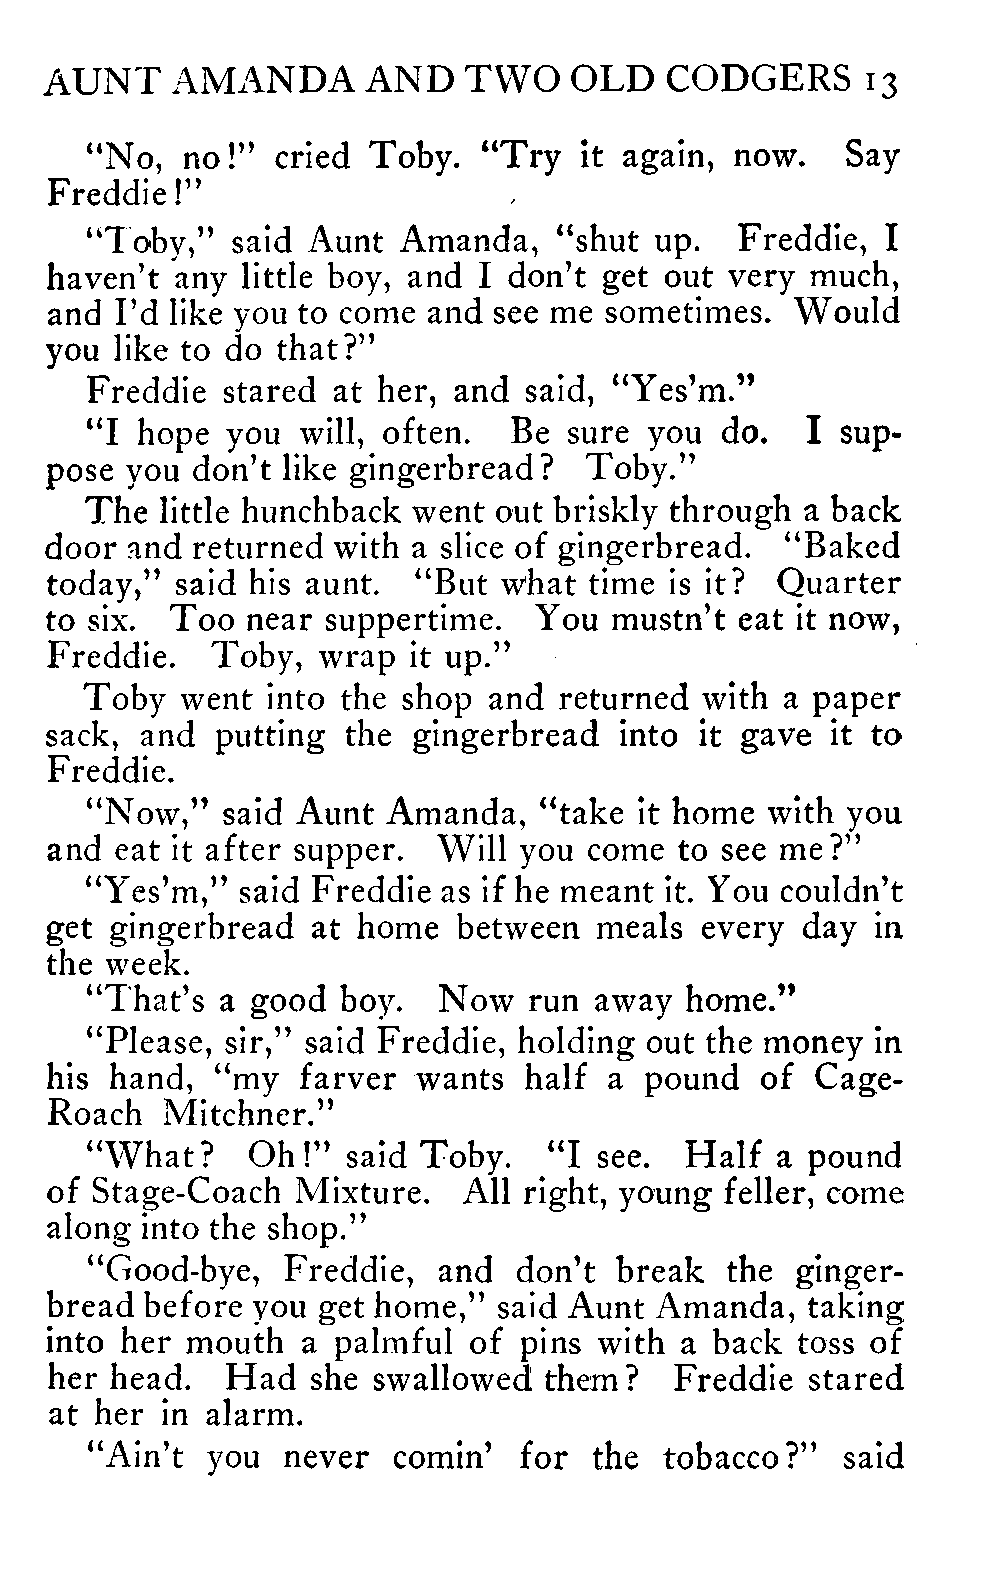 AUNT AMANDA AND TWO OLD CODGERS 13
"No, no!" cried Toby. "Try it again, now. Say
Freddie!"
"Toby," said Aunt Amanda, "shut up. Freddie, I
haven't any little boy, and I don't get out very much,
and I'd like you to come and see me sometimes. Would
you like to do that?"
Freddie stared at her, and said, "Yes'm."
"I hope you will, often. Be sure you do. I sup-
pose you don't like gingerbread? Toby."
The little hunchback went out briskly through a back
door and returned with a slice of gingerbread. "Baked
today," said his aunt. "But what time is it? Quarter
to six. Too near suppertime. You mustn't eat it now,
Freddie. Toby, wrap it up."
Toby went into the shop and returned with a paper
sack, and putting the gingerbread into it gave it to
Freddie.
"Now," said Aunt Amanda, "take it home with you
and eat it after supper. Will you come to see me?"
"Yes'm," said Freddie as if he meant it. You couldn't
get gingerbread at home between meals every day in
the week.
"That's a good boy. Now run away home."
"Please, sir," said Freddie, holding out the money in
his hand, "my farver wants half a pound of Cage-
Roach Mitchner."
"What? Oh!" said Toby. "I see. Half a pound
of Stage-Coach Mixture. All right, young feller, come
along into the shop."
"Good-bye, Freddie, and don't break the ginger-
bread before you get home," said Aunt Amanda, taking
into her mouth a palmful of pins with a back toss of
her head. Had she swallowed them? Freddie stared
at her in alarm.
"Ain't you never comin' for the tobacco?" said